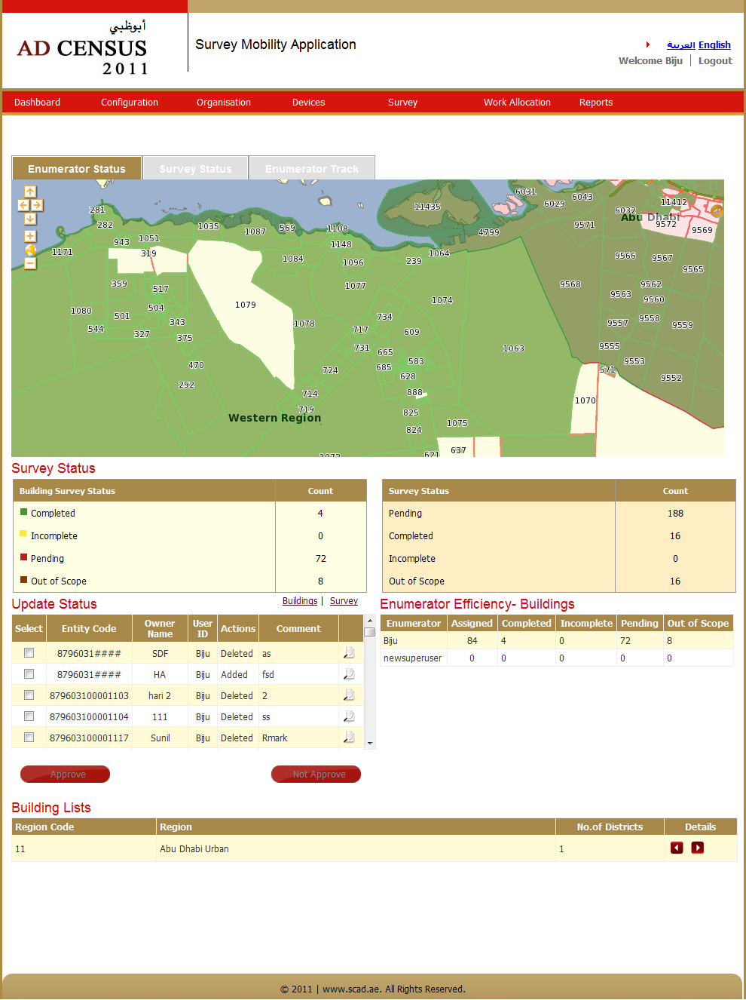 أبوظبي
AD CENSUS
2011
Survey Mobility Application
العربية English
Welcome Biju | Logout
Dashboard Configuration Organisation Devices Survey Work Allocation Reports
Enumerator Status Survey Status Enumerator Track
6031
6043
11435
6029
11412
281
6032
Abu Dhabi
282
1035
1087
569
1108
4799
9571
9572
9569
943
1051
1148
1171
319
1084
1096
239
1064
9566
9567
9565
359
517
1077
9568
9562
9563
9560
1080
504
1079
1074
501
343
1078
734
9557
9558
9559
544
327
375
717
609
731
665
1063
9555
470
724
685
583
9553
628
571
9552
292
714
888
1070
719
825
Western Region
1075
824
637
621
1072
Survey Status
Building Survey Status Count
Completed 4
Incomplete 0
Pending 72
Out of Scope 8
Survey Status Count
Pending 188
Completed 16
Incomplete 0
Out of Scope 16
Update Status
Buildings | Survey
Select Entity Code Owner Name User ID Actions Comment
8796031#### SDF Biju Deleted as
8796031#### HA Biju Added fsd
879603100001103 hari 2 Biju Deleted 2
879603100001104 111 Biju Deleted ss
879603100001117 Sunil Biju Deleted Rmark
Approve Not Approve
Enumerator Efficiency- Buildings
Enumerator Assigned Completed Incomplete Pending Out of Scope
Biju 84 4 0 72 8
newsuperuser 0 0 0 0 0
Building Lists
Region Code Region No.of Districts Details
11 Abu Dhabi Urban 1
© 2011 | www.scad.ae. All Rights Reserved.